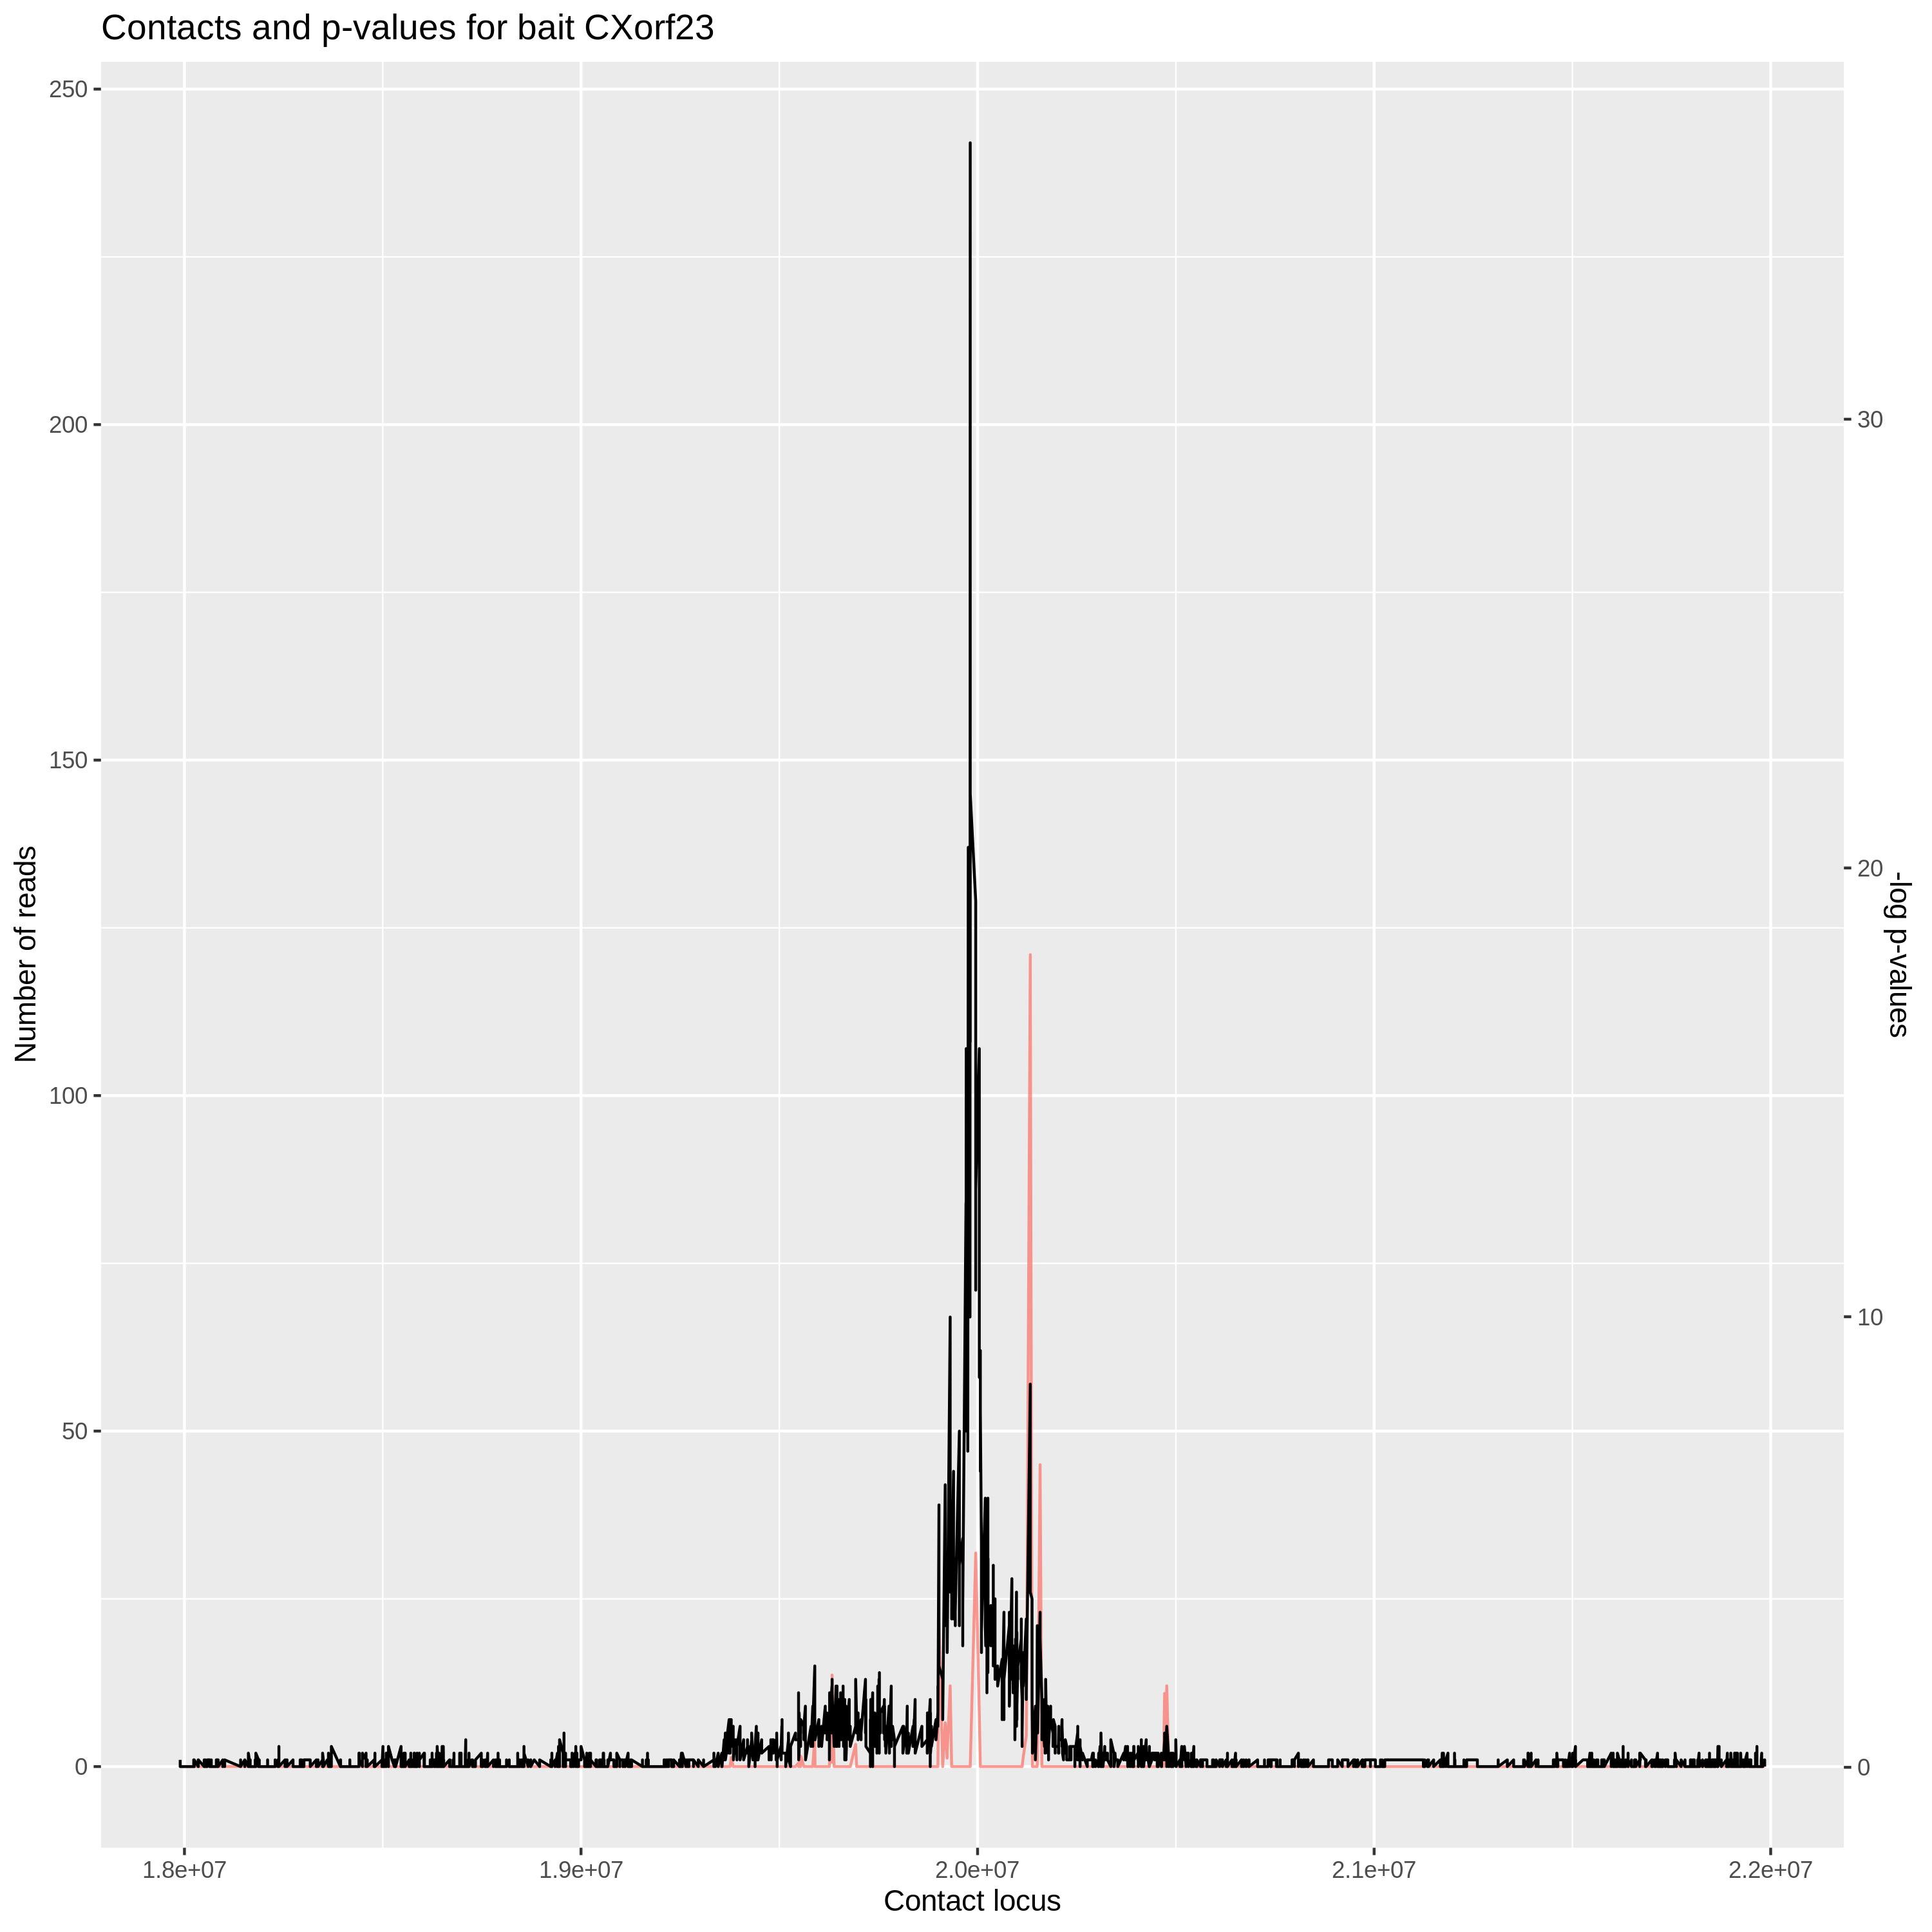 Contacts and p-values for bait CXorf23
250
200
150
100
50
0
Number of reads
30
20
10
0
-log p-values
1.8e+07
1.9e+07
2.0e+07
2.1e+07
2.2e+07
Contact locus